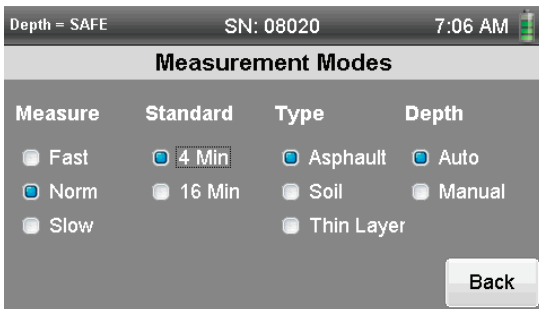 Depth = SAFE SN: 08020 7:06 AM
Measurement Modes
Measure Standard Type Depth
Fast 4 Min Asphault Auto
Norm 16 Min Soil Manual
Slow Thin Layer
Back